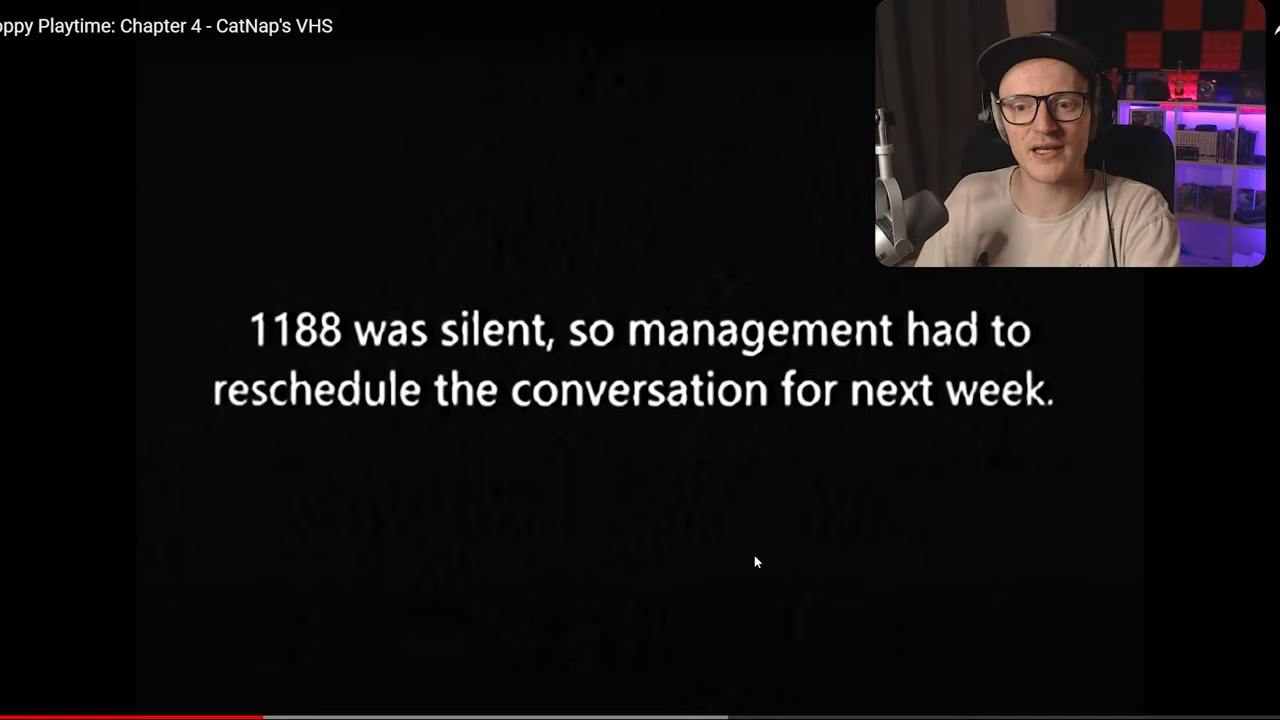 oppy Playtime: Chapter 4 - CatNap's VHS
1188 was silent, so management had to
reschedule the conversation for next week.